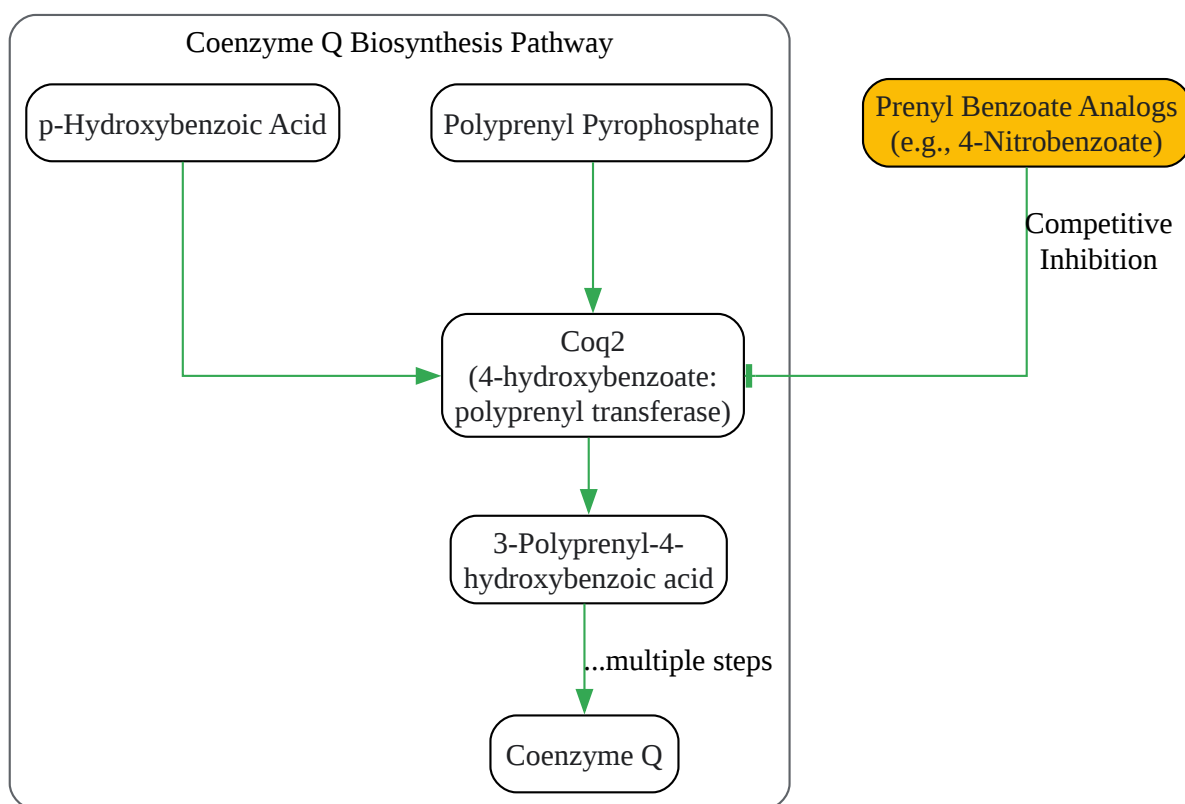 Coenzyme Q Biosynthesis Pathway
p-Hydroxybenzoic Acid
Polyprenyl Pyrophosphate
Prenyl Benzoate Analogs
(e.g., 4-Nitrobenzoate)
Competitive
Inhibition
Coq2
(4-hydroxybenzoate:
polyprenyl transferase)
3-Polyprenyl-4-
hydroxybenzoic acid
...multiple steps
Coenzyme Q